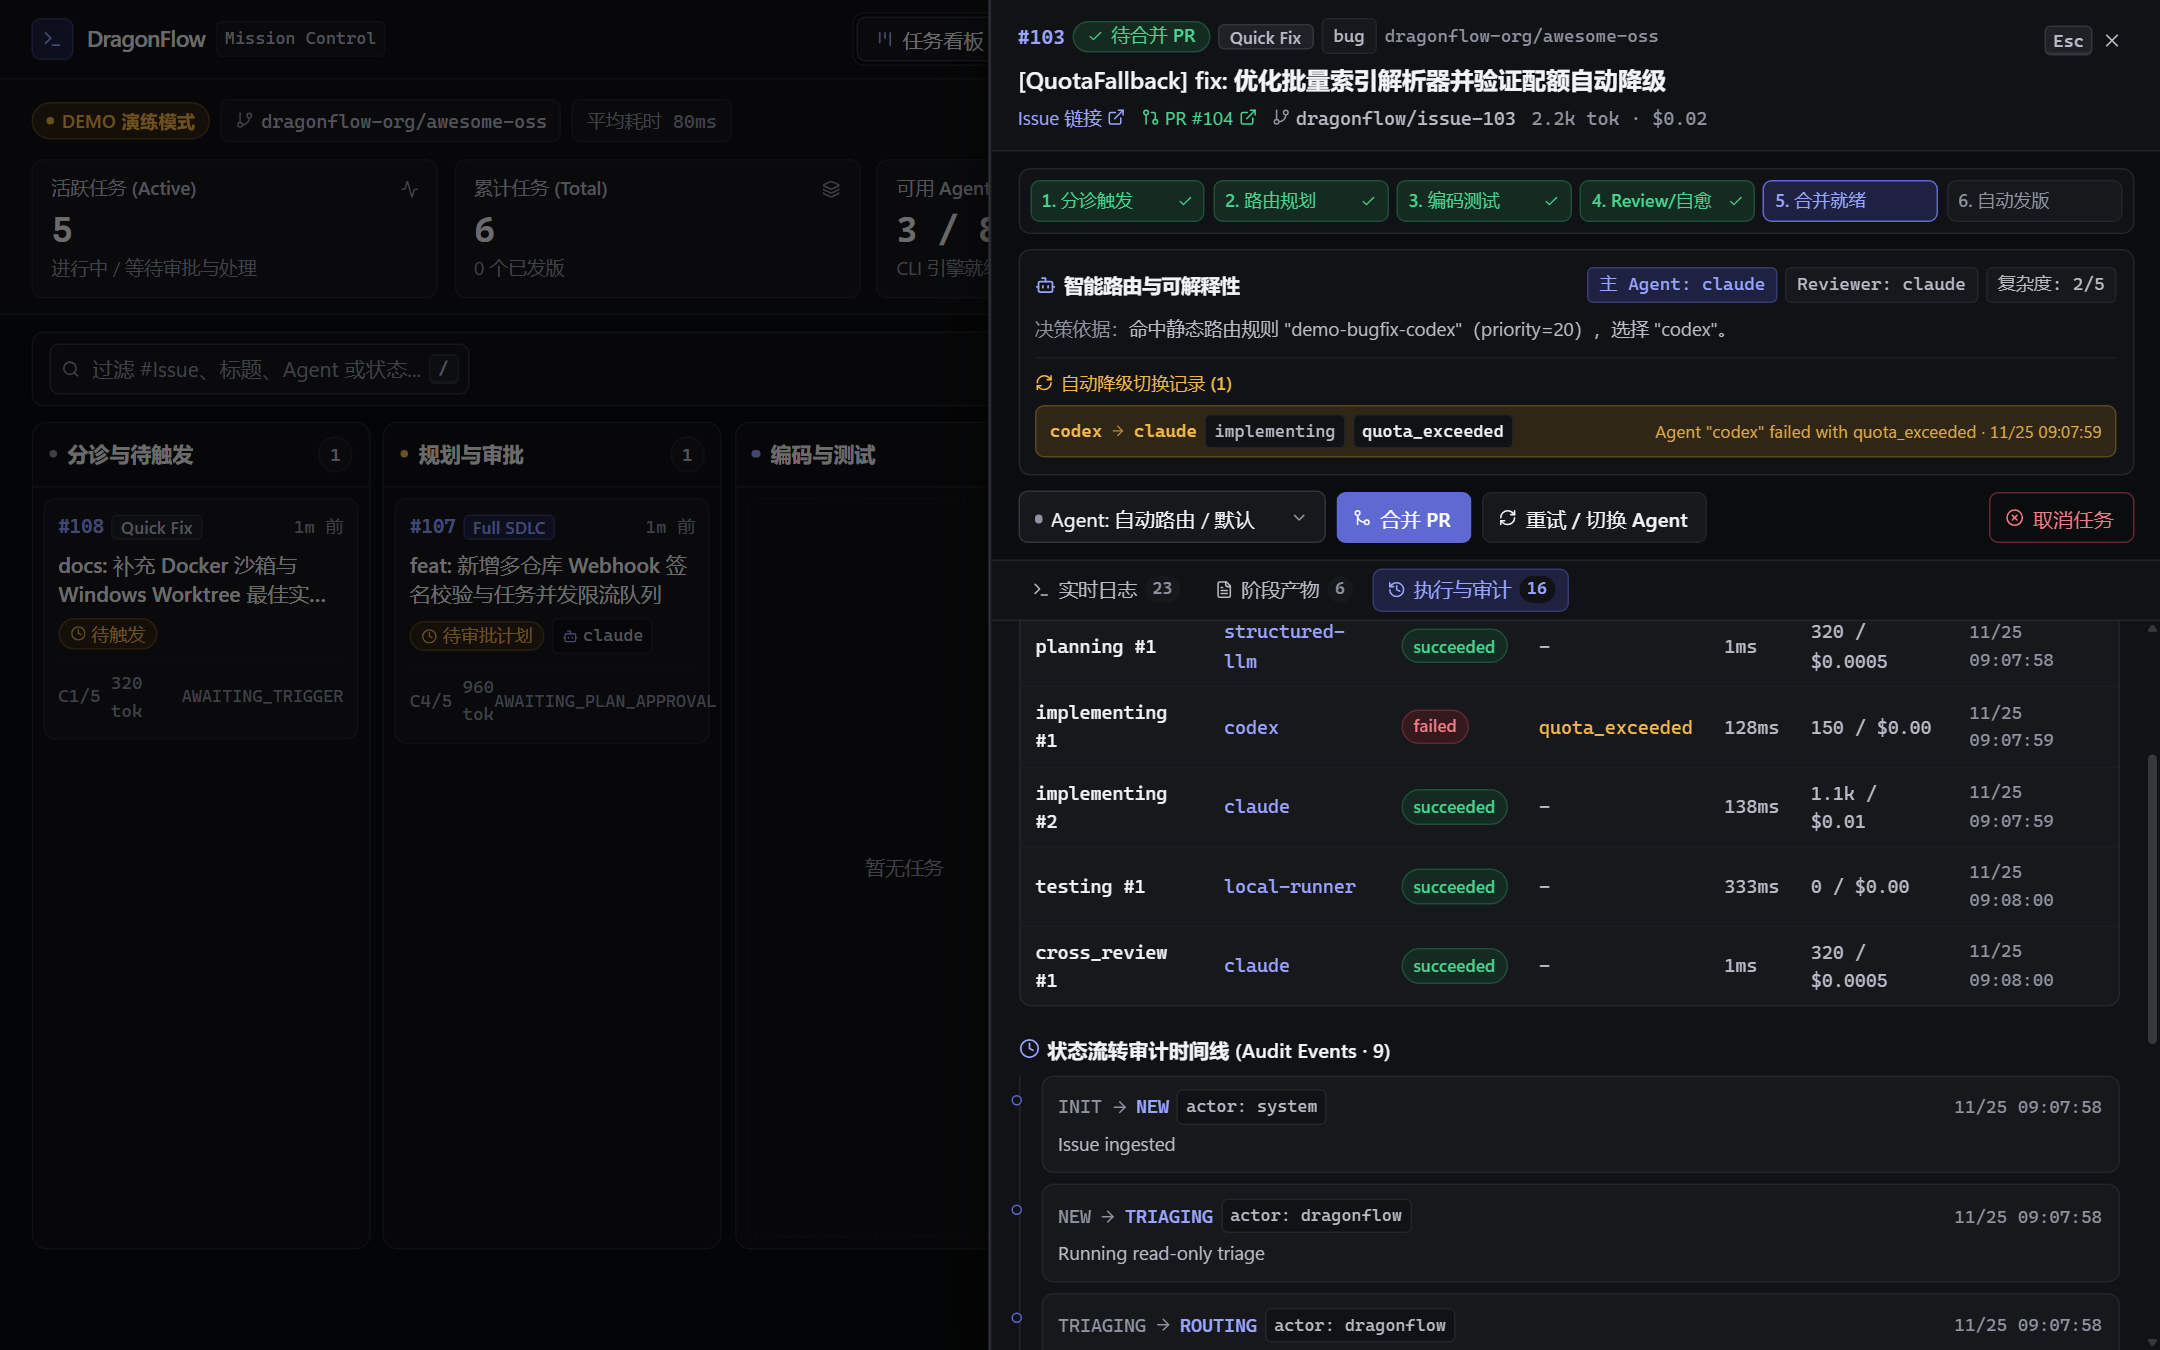 DragonFlow
Mission Control
任务看板
DEMO 演练模式
dragonflow-org/awesome-oss
平均耗时 80ms
活跃任务 (Active)
5
进行中 / 等待审批与处理
累计任务 (Total)
6
0 个已发版
可用 Agent
3 / 8
CLI 引擎就绪
过滤 #Issue、标题、Agent 或状态... /
分诊与待触发 1
#108 Quick Fix 1m 前
docs: 补充 Docker 沙箱与
Windows Worktree 最佳实...
待触发
C1/5 320 tok AWAITING_TRIGGER
规划与审批 1
#107 Full SDLC 1m 前
feat: 新增多仓库 Webhook 签
名校验与任务并发限流队列
待审批计划 claude
C4/5 960 tok AWAITING_PLAN_APPROVAL
编码与测试
暂无任务
#103 待合并 PR Quick Fix bug dragonflow-org/awesome-oss
Esc
[QuotaFallback] fix: 优化批量索引解析器并验证配额自动降级
Issue 链接 PR #104 dragonflow/issue-103 2.2k tok · $0.02
1. 分诊触发
2. 路由规划
3. 编码测试
4. Review/自愈
5. 合并就绪
6. 自动发版
智能路由与可解释性
主 Agent: claude
Reviewer: claude
复杂度: 2/5
决策依据: 命中静态路由规则 "demo-bugfix-codex"（priority=20），选择 "codex"。
自动降级切换记录 (1)
codex → claude implementing quota_exceeded Agent "codex" failed with quota_exceeded · 11/25 09:07:59
Agent: 自动路由 / 默认
合并 PR
重试 / 切换 Agent
取消任务
实时日志 23
阶段产物 6
执行与审计 16
planning #1 structured-llm succeeded – 1ms 320 / $0.0005 11/25 09:07:58
implementing #1 codex failed quota_exceeded 128ms 150 / $0.00 11/25 09:07:59
implementing #2 claude succeeded – 138ms 1.1k / $0.01 11/25 09:07:59
testing #1 local-runner succeeded – 333ms 0 / $0.00 11/25 09:08:00
cross_review #1 claude succeeded – 1ms 320 / $0.0005 11/25 09:08:00
状态流转审计时间线 (Audit Events · 9)
INIT → NEW actor: system 11/25 09:07:58
Issue ingested
NEW → TRIAGING actor: dragonflow 11/25 09:07:58
Running read-only triage
TRIAGING → ROUTING actor: dragonflow 11/25 09:07:58